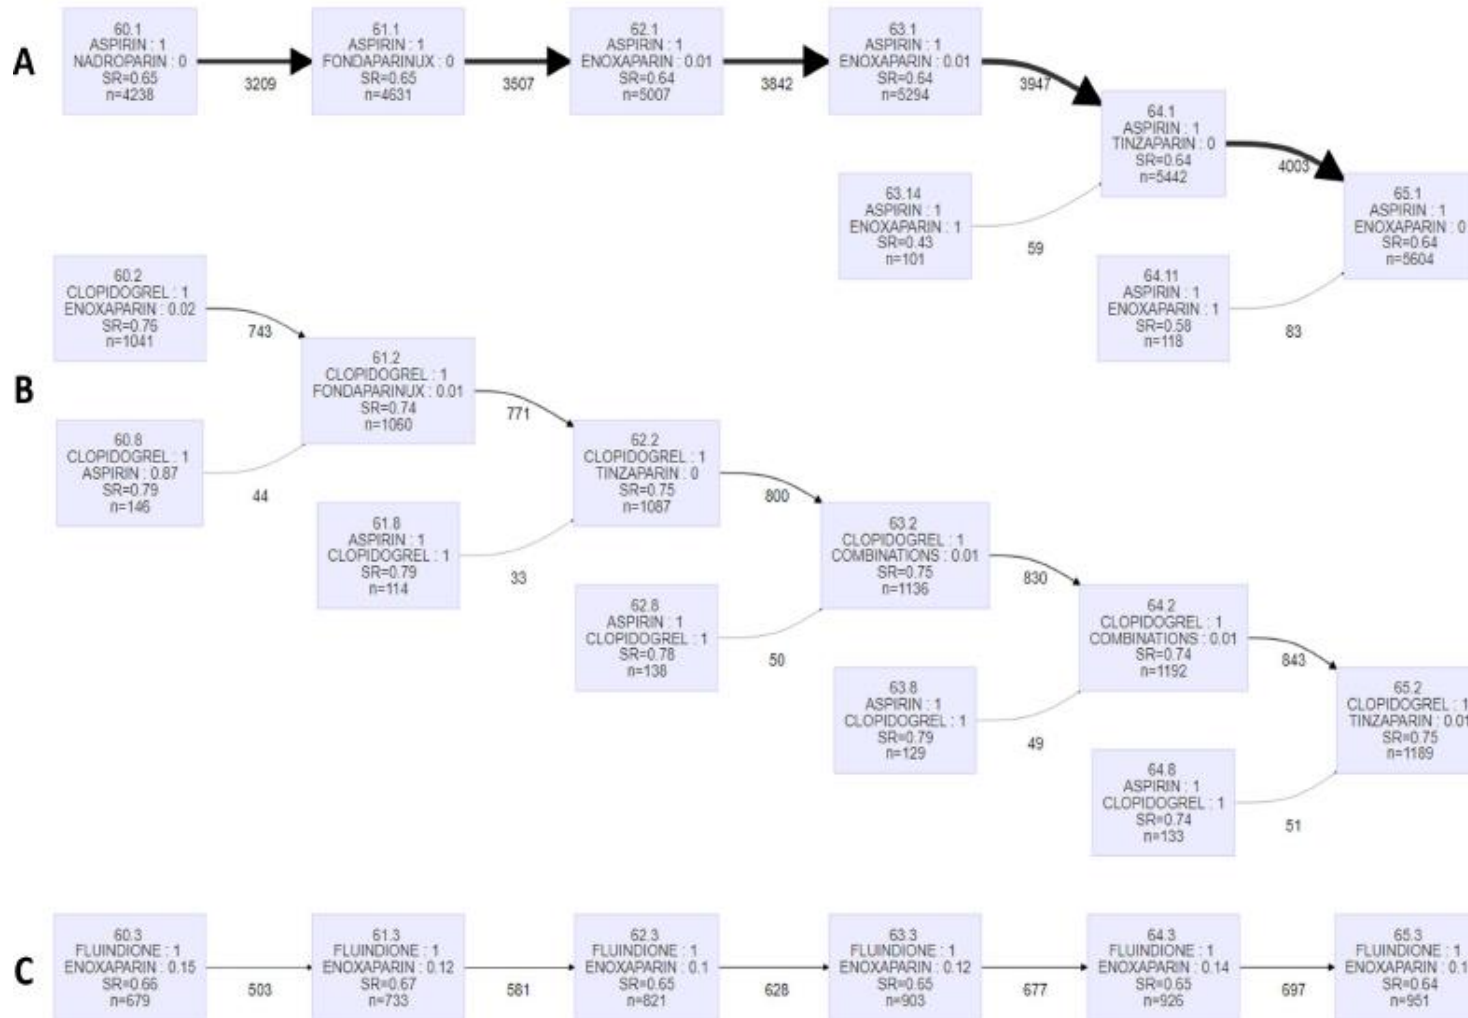 A
60.1
ASPIRIN : 1
NADROPARIN : 0
SR=0.65
n=4238
3209
61.1
ASPIRIN : 1
FONDAPARINUX : 0
SR=0.65
n=4631
3507
62.1
ASPIRIN : 1
ENOXAPARIN : 0.01
SR=0.64
n=5007
3842
63.1
ASPIRIN : 1
ENOXAPARIN : 0.01
SR=0.64
n=5294
3947
64.1
ASPIRIN : 1
TINZAPARIN : 0
SR=0.64
n=5442
4003
65.1
ASPIRIN : 1
ENOXAPARIN : 0
SR=0.64
n=5604
63.14
ASPIRIN : 1
ENOXAPARIN : 1
SR=0.43
n=101
59
64.11
ASPIRIN : 1
ENOXAPARIN : 1
SR=0.58
n=118
83
B
60.2
CLOPIDOGREL : 1
ENOXAPARIN : 0.02
SR=0.76
n=1041
743
61.2
CLOPIDOGREL : 1
FONDAPARINUX : 0.01
SR=0.74
n=1060
771
60.8
CLOPIDOGREL : 1
ASPIRIN : 0.87
SR=0.79
n=146
44
62.2
CLOPIDOGREL : 1
TINZAPARIN : 0
SR=0.75
n=1087
800
61.8
ASPIRIN : 1
CLOPIDOGREL : 1
SR=0.79
n=114
33
63.2
CLOPIDOGREL : 1
COMBINATIONS : 0.01
SR=0.75
n=1136
830
62.8
ASPIRIN : 1
CLOPIDOGREL : 1
SR=0.78
n=138
50
64.2
CLOPIDOGREL : 1
COMBINATIONS : 0.01
SR=0.74
n=1192
843
63.8
ASPIRIN : 1
CLOPIDOGREL : 1
SR=0.79
n=129
49
65.2
CLOPIDOGREL : 1
TINZAPARIN : 0.01
SR=0.75
n=1189
64.8
ASPIRIN : 1
CLOPIDOGREL : 1
SR=0.74
n=133
51
C
60.3
FLUINDIONE : 1
ENOXAPARIN : 0.15
SR=0.66
n=679
503
61.3
FLUINDIONE : 1
ENOXAPARIN : 0.12
SR=0.67
n=733
581
62.3
FLUINDIONE : 1
ENOXAPARIN : 0.1
SR=0.65
n=821
628
63.3
FLUINDIONE : 1
ENOXAPARIN : 0.12
SR=0.65
n=903
677
64.3
FLUINDIONE : 1
ENOXAPARIN : 0.14
SR=0.65
n=926
697
65.3
FLUINDIONE : 1
ENOXAPARIN : 0.1
SR=0.64
n=951